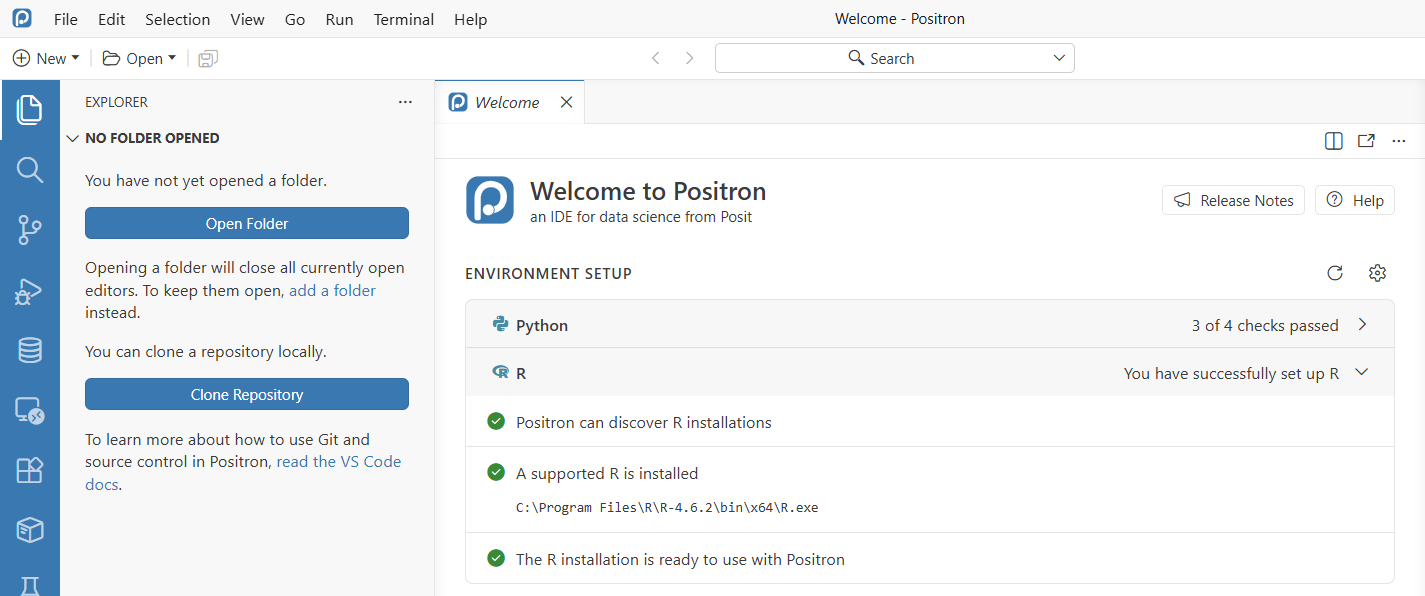 File Edit Selection View Go Run Terminal Help Welcome - Positron
New Open Search
EXPLORER
NO FOLDER OPENED
You have not yet opened a folder.
Open Folder
Opening a folder will close all currently open
editors. To keep them open, add a folder
instead.
You can clone a repository locally.
Clone Repository
To learn more about how to use Git and
source control in Positron, read the VS Code
docs.
Welcome
Welcome to Positron
an IDE for data science from Posit
Release Notes Help
ENVIRONMENT SETUP
Python 3 of 4 checks passed
R You have successfully set up R
Positron can discover R installations
A supported R is installed
C:\Program Files\R\R-4.6.2\bin\x64\R.exe
The R installation is ready to use with Positron